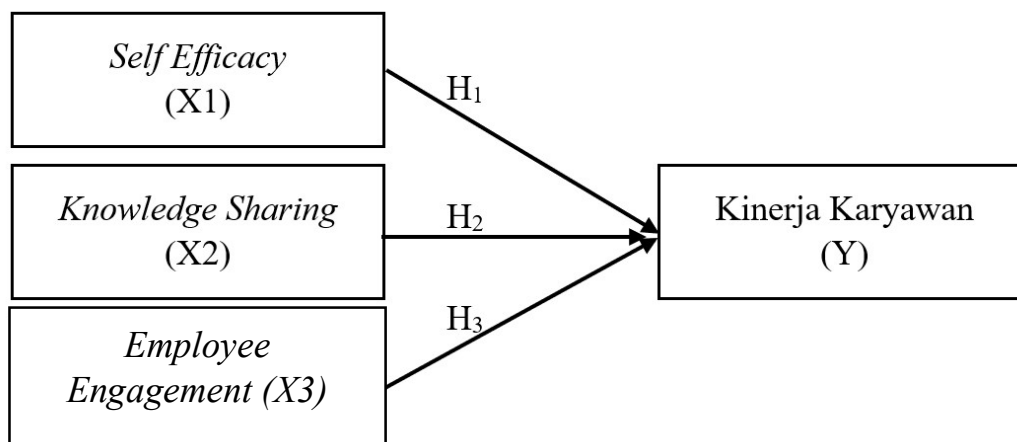 Self Efficacy
(X1)
H₁
Knowledge Sharing
(X2)
H₂
Kinerja Karyawan
(Y)
H₃
Employee
Engagement (X3)